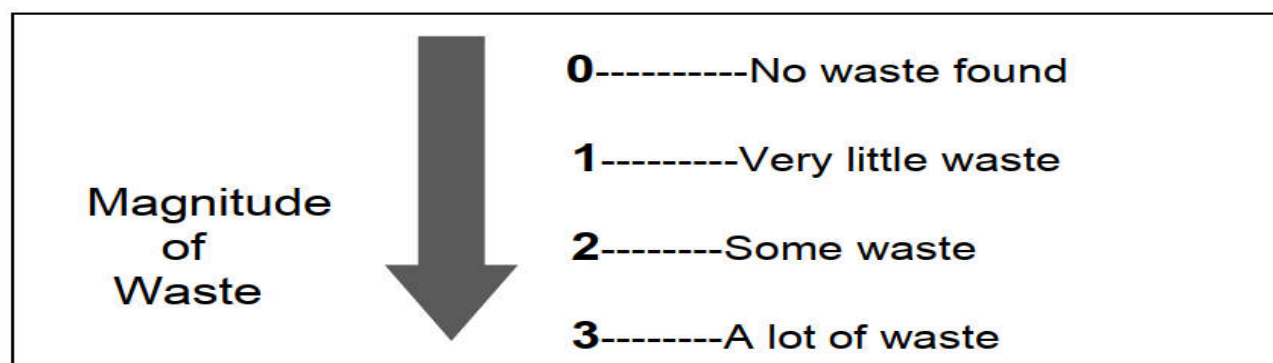 0----------No waste found
1---------Very little waste
Magnitude
of
Waste
2--------Some waste
3--------A lot of waste